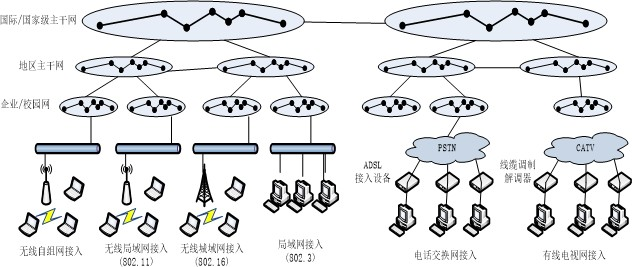 国际/国家级主干网
地区主干网
企业/校园网
PSTN
CATV
ADSL
接入设备
线缆调制
解调器
无线自组网接入
无线局域网接入
(802.11)
无线城域网接入
(802.16)
局域网接入
(802.3)
电话交换网接入
有线电视网接入